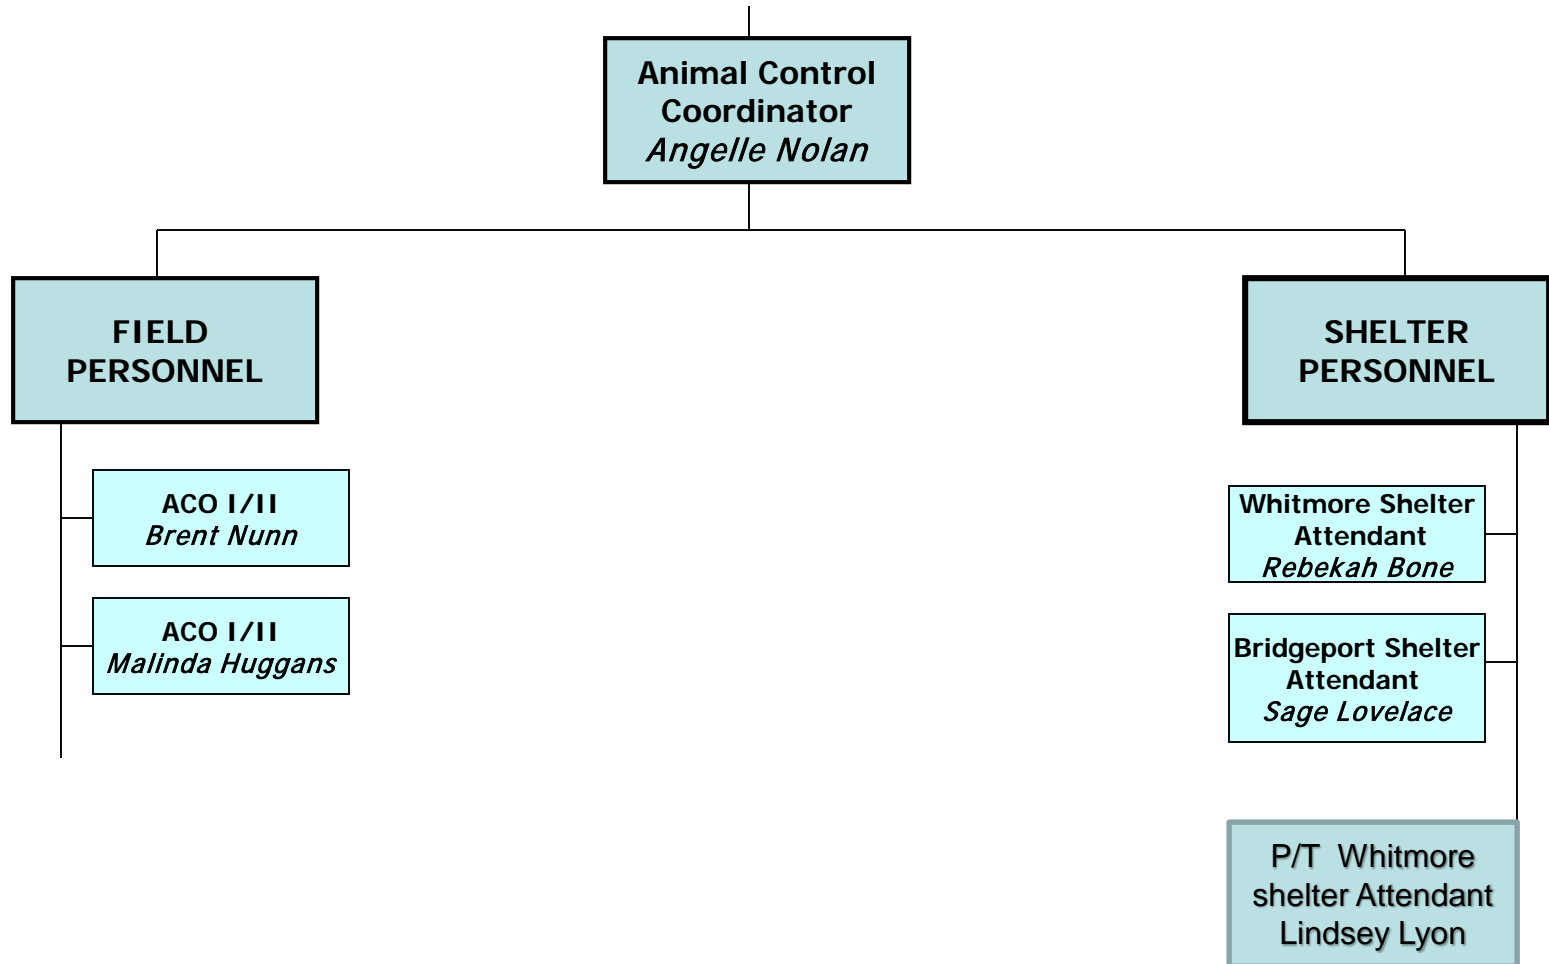 Animal Control
Coordinator
Angelle Nolan
FIELD
PERSONNEL
ACO I/II
Brent Nunn
ACO I/II
Malinda Huggans
SHELTER
PERSONNEL
Whitmore Shelter
Attendant
Rebekah Bone
Bridgeport Shelter
Attendant
Sage Lovelace
P/T Whitmore
shelter Attendant
Lindsey Lyon